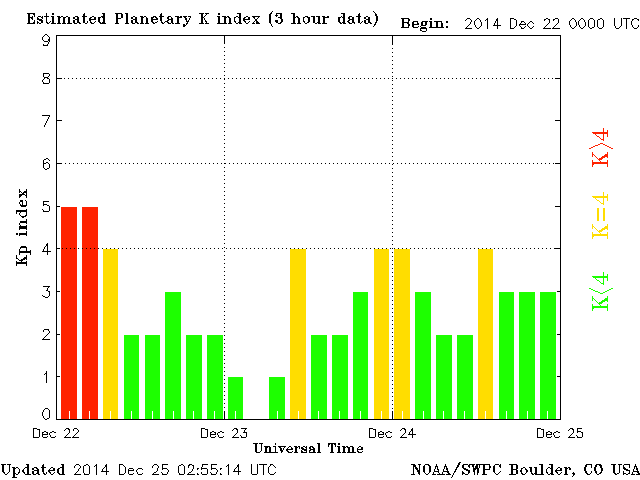 Estimated Planetary K index (3 hour data) Begin: 2014 Dec 22 0000 UTC
9
8
7
6
5
4
3
2
1
0
Kp index
K>4
K=4
K<4
Dec 22 Dec 23 Dec 24 Dec 25
Universal Time
Updated 2014 Dec 25 02:55:14 UTC NOAA/SWPC Boulder, CO USA